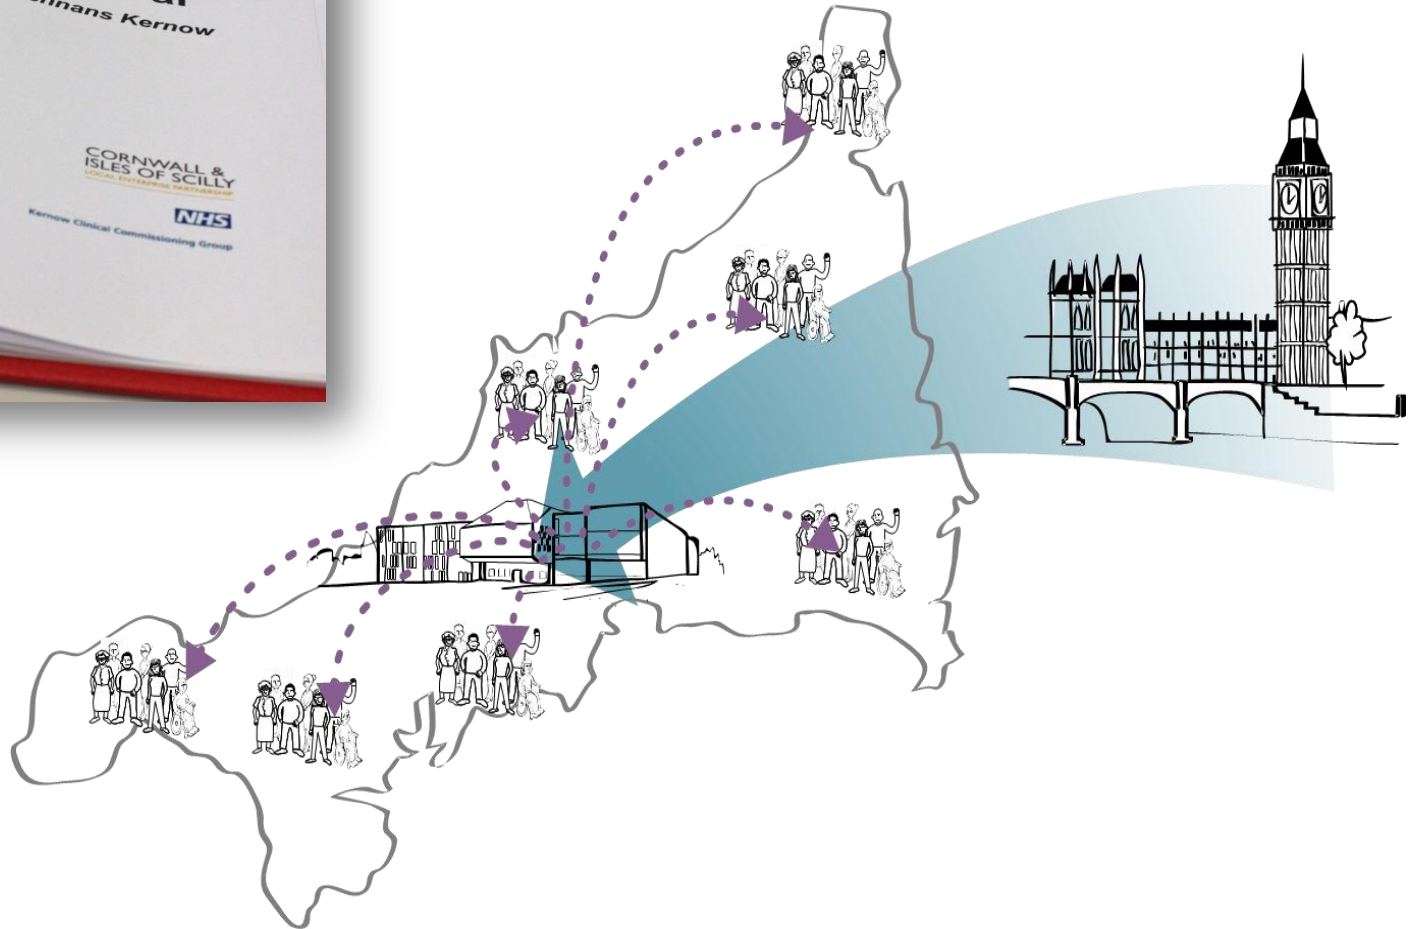 Kernow
CORNWALL &
ISLES OF SCILLY
LOCAL ENTERPRISE PARTNERSHIP
NHS
Kernow Clinical Commissioning Group